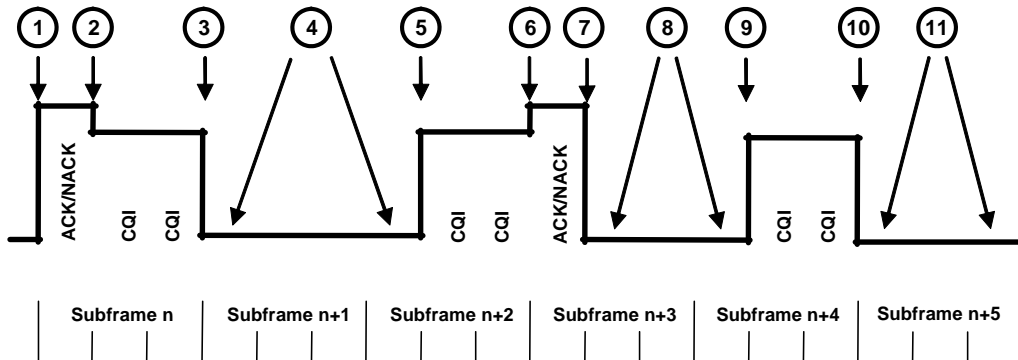 1 2 3 4 5 6 7 8 9 10 11
ACK/NACK CQI CQI CQI CQI ACK/NACK CQI CQI
Subframe n Subframe n+1 Subframe n+2 Subframe n+3 Subframe n+4 Subframe n+5